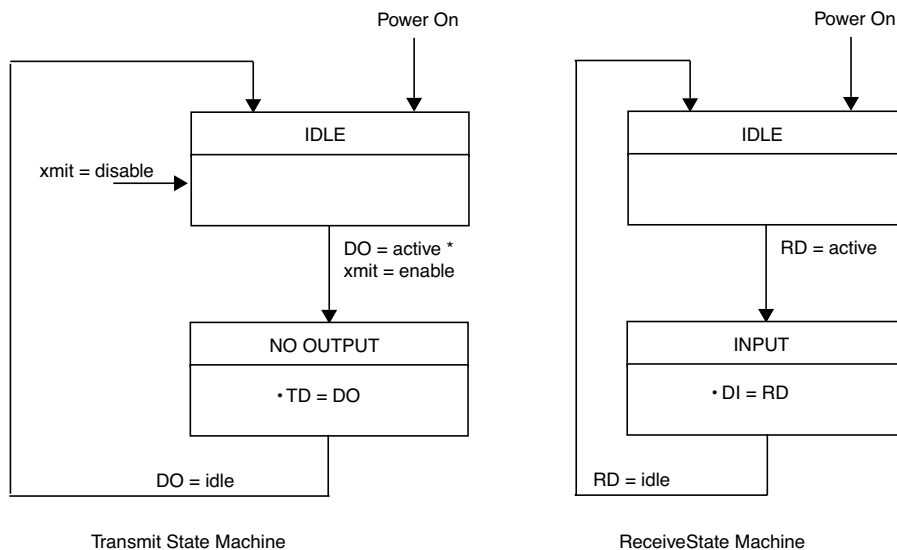 Power On
IDLE
xmit = disable
DO = active *
xmit = enable
NO OUTPUT
• TD = DO
DO = idle
Transmit State Machine
Power On
IDLE
RD = active
INPUT
• DI = RD
RD = idle
ReceiveState Machine